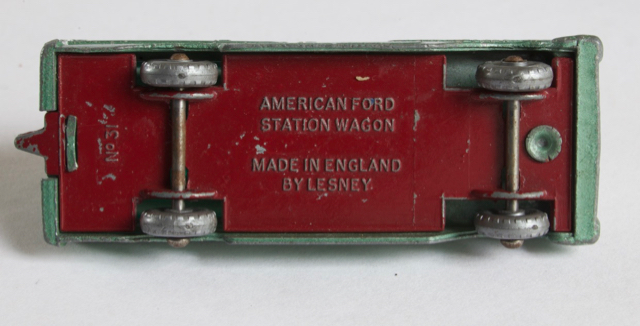 AMERICAN FORD
STATION WAGON
MADE IN ENGLAND
BY LESNEY
No 31